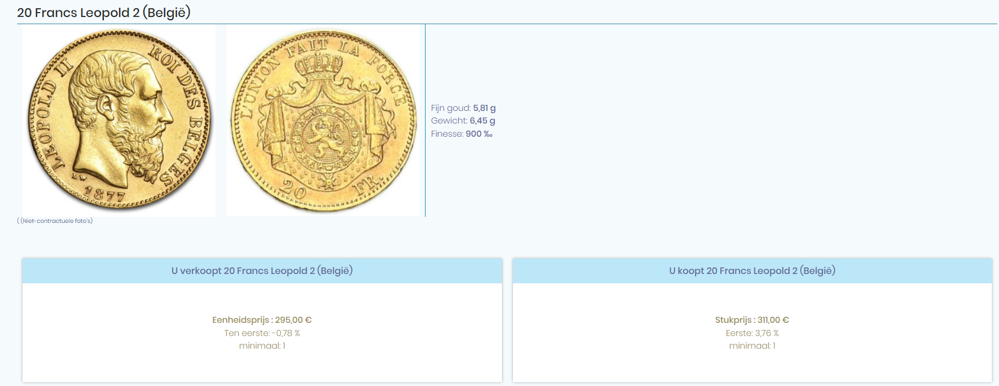 20 Francs Leopold 2 (België)
LEOPOLD II ROI DES BELGES
LW
1877
L'UNION FAIT LA FORCE
20 FR.
Fijn goud: 5,81 g
Gewicht: 6,45 g
Finesse: 900 ‰
( (Niet-contractuele foto's)
U verkoopt 20 Francs Leopold 2 (België)
Eenheidsprijs : 295,00 €
Ten eerste: -0,78 %
minimaal: 1
U koopt 20 Francs Leopold 2 (België)
Stukprijs : 311,00 €
Eerste: 3,76 %
minimaal: 1